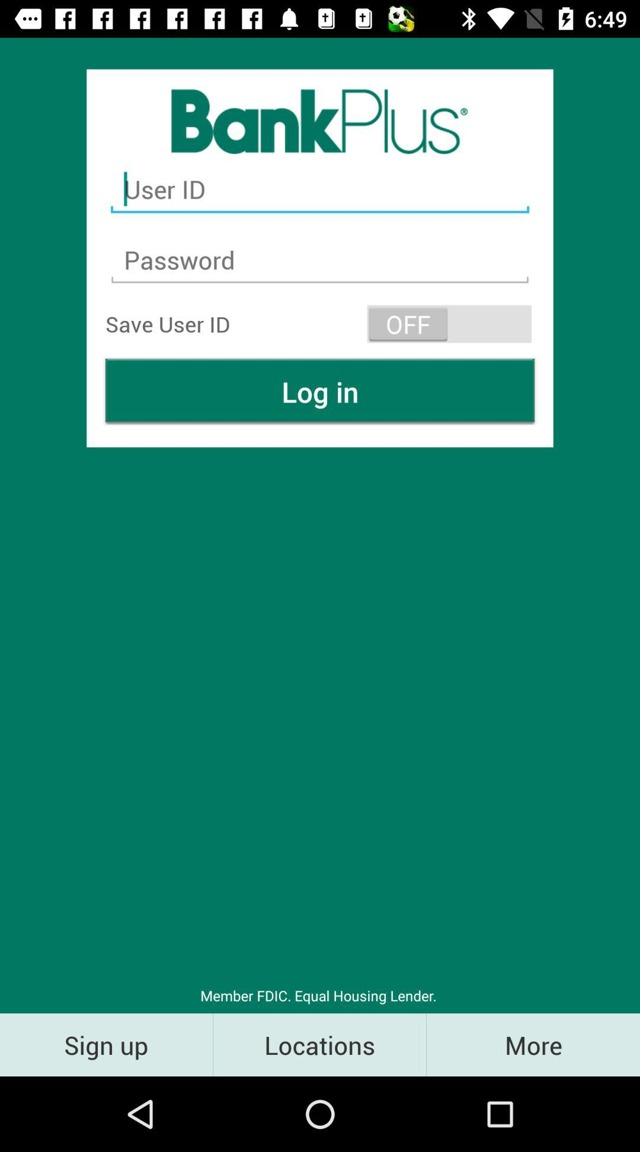 6:49
BankPlus®
User ID
Password
Save User ID
OFF
Log in
Member FDIC. Equal Housing Lender.
Sign up
Locations
More